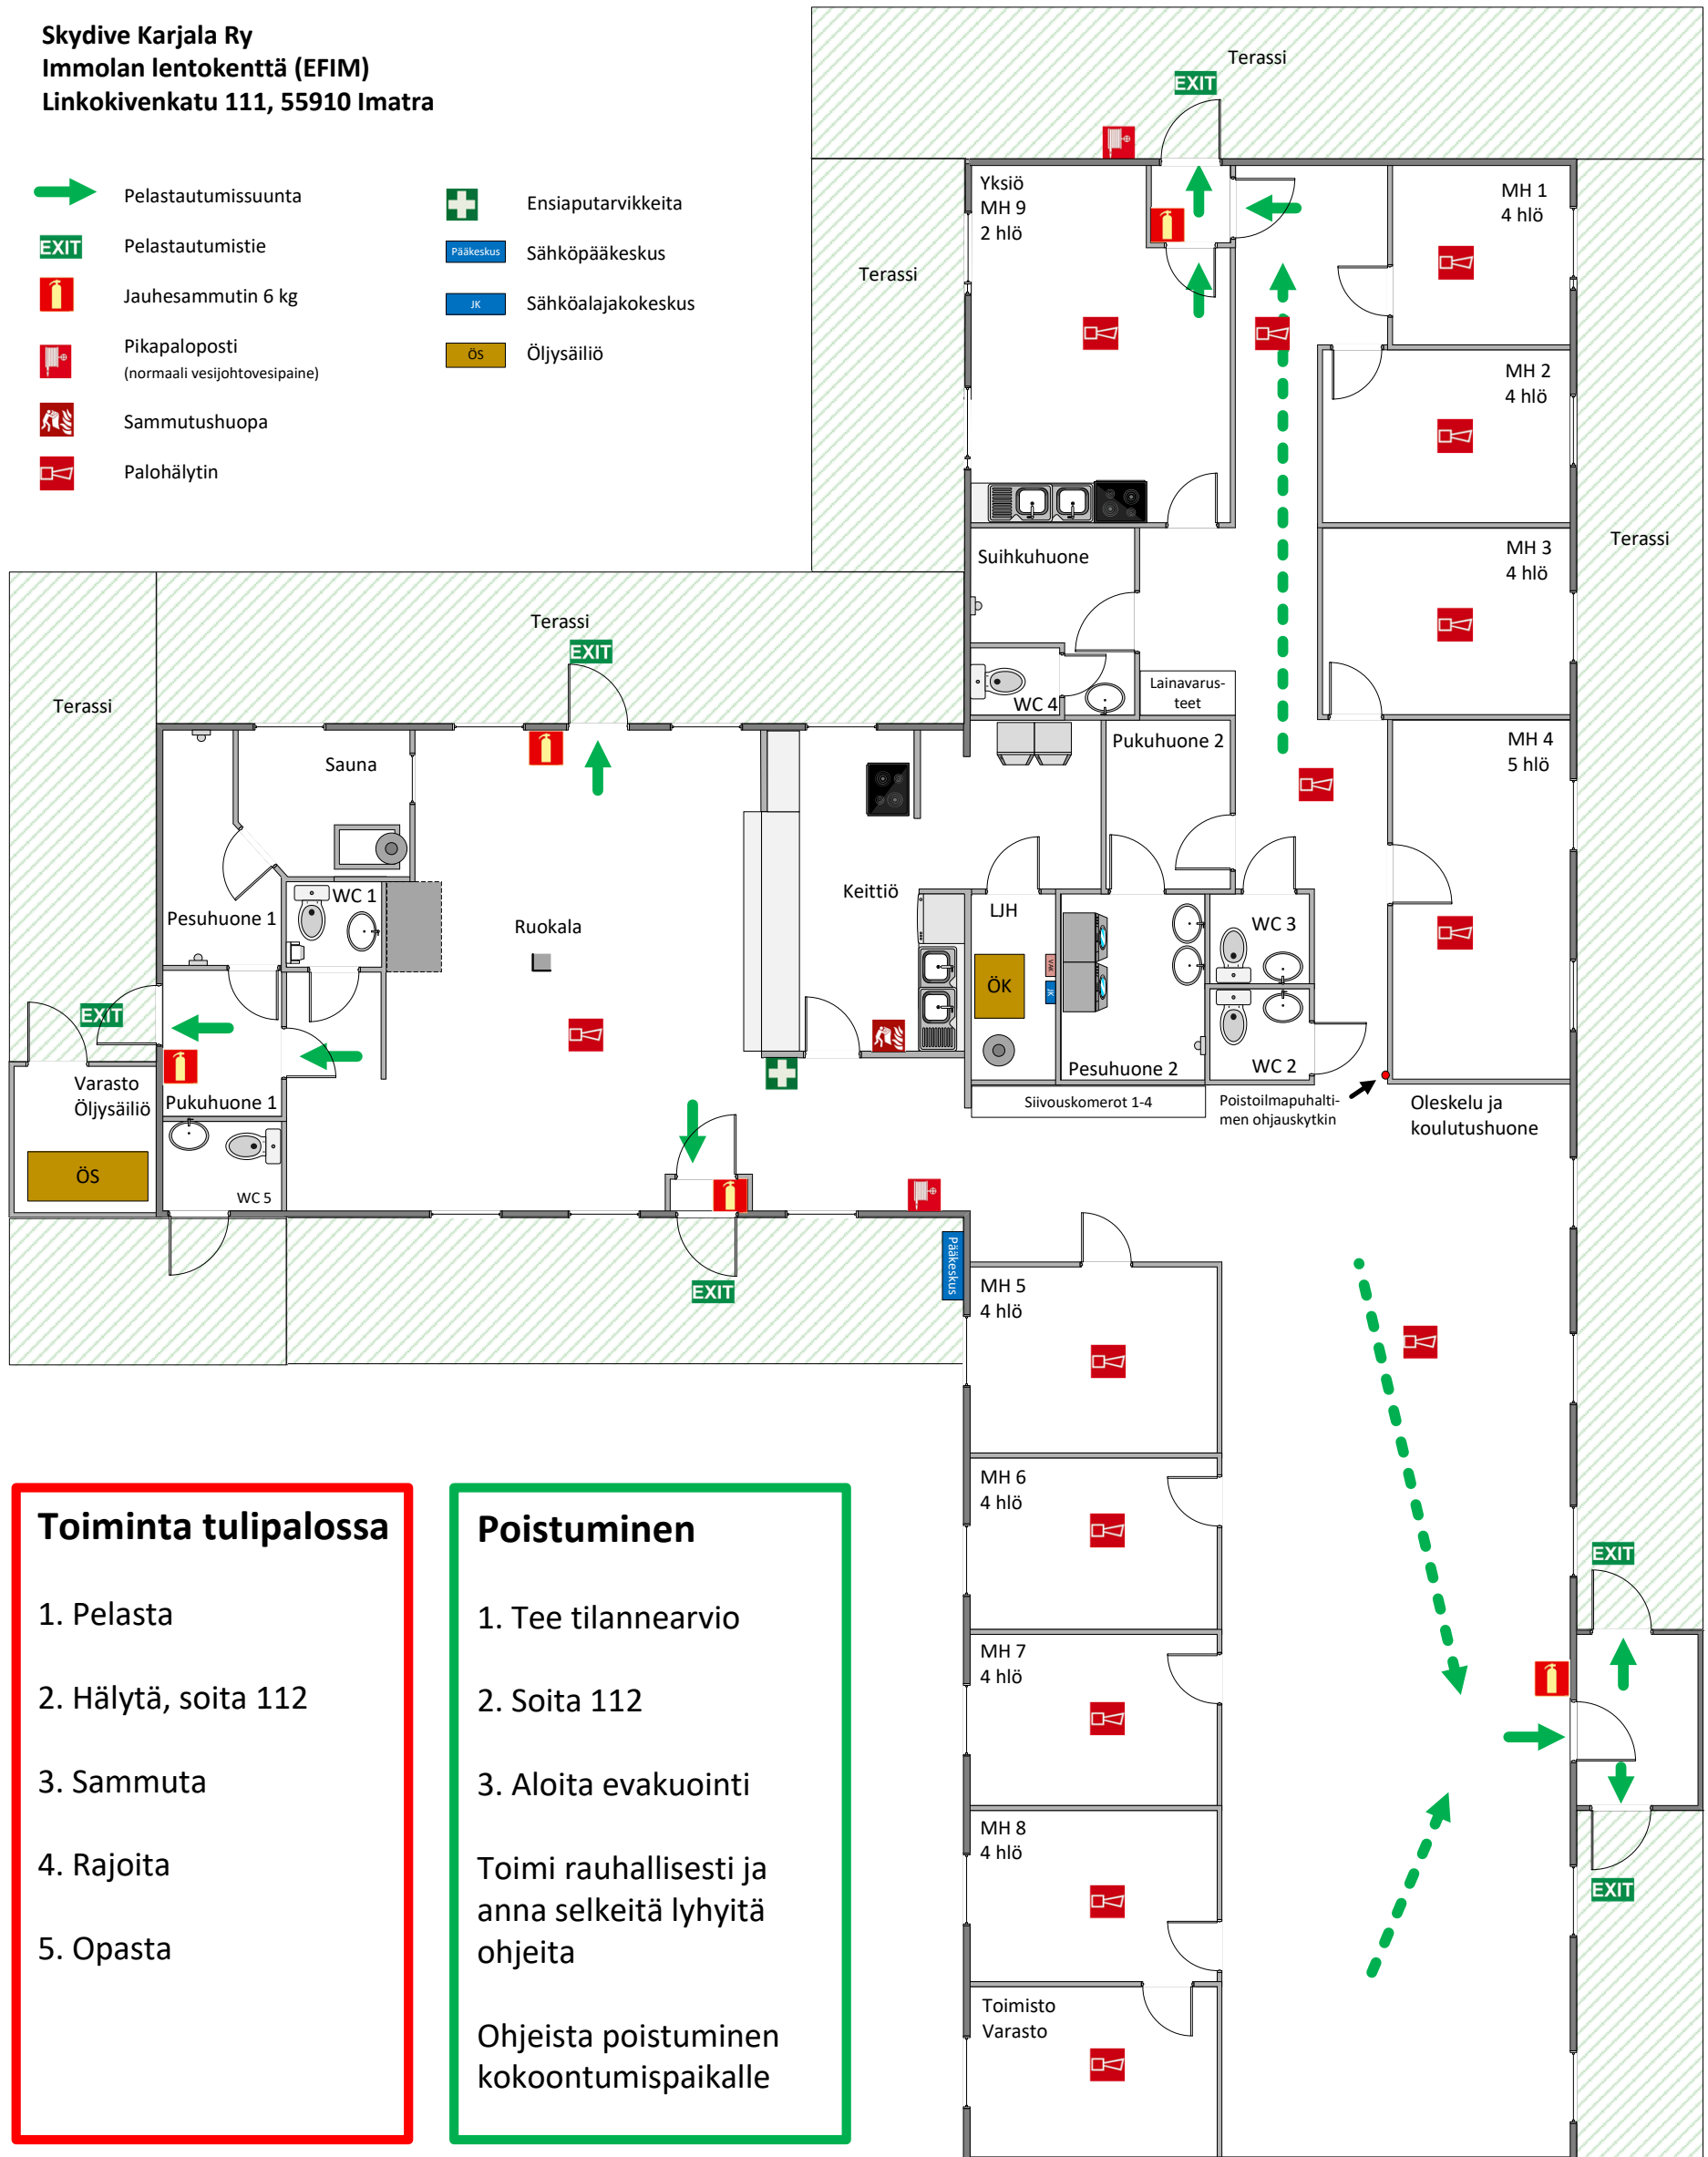 Skydive Karjala Ry
Immolan lentokenttä (EFIM)
Linkokivenkatu 111, 55910 Imatra
Pelastautumissuunta
EXIT
Pelastautumistie
Jauhesammutin 6 kg
Pikapaloposti
(normaali vesijohtovesipaine)
Sammutushuopa
Palohälytin
Ensiaputarvikkeita
Pääkeskus
Sähköpääkeskus
JK
Sähköalajakokeskus
ÖS
Öljysäiliö
Terassi
EXIT
Terassi
Yksiö
MH 9
2 hlö
MH 1
4 hlö
MH 2
4 hlö
MH 3
4 hlö
Terassi
Suihkuhuone
WC 4
Lainavarus-
teet
Pukuhuone 2
MH 4
5 hlö
Terassi
EXIT
Terassi
Sauna
WC 1
Pesuhuone 1
Ruokala
Keittiö
LJH
ÖK
VAK
JK
WC 3
WC 2
Pesuhuone 2
EXIT
Varasto
Öljysäiliö
Pukuhuone 1
ÖS
WC 5
Siivouskomerot 1-4
Poistoilmapuhalti-
men ohjauskytkin
Oleskelu ja
koulutushuone
EXIT
Pääkeskus
MH 5
4 hlö
MH 6
4 hlö
MH 7
4 hlö
MH 8
4 hlö
Toimisto
Varasto
EXIT
EXIT
Toiminta tulipalossa
1. Pelasta
2. Hälytä, soita 112
3. Sammuta
4. Rajoita
5. Opasta
Poistuminen
1. Tee tilannearvio
2. Soita 112
3. Aloita evakuointi
Toimi rauhallisesti ja
anna selkeitä lyhyitä
ohjeita
Ohjeista poistuminen
kokoontumispaikalle